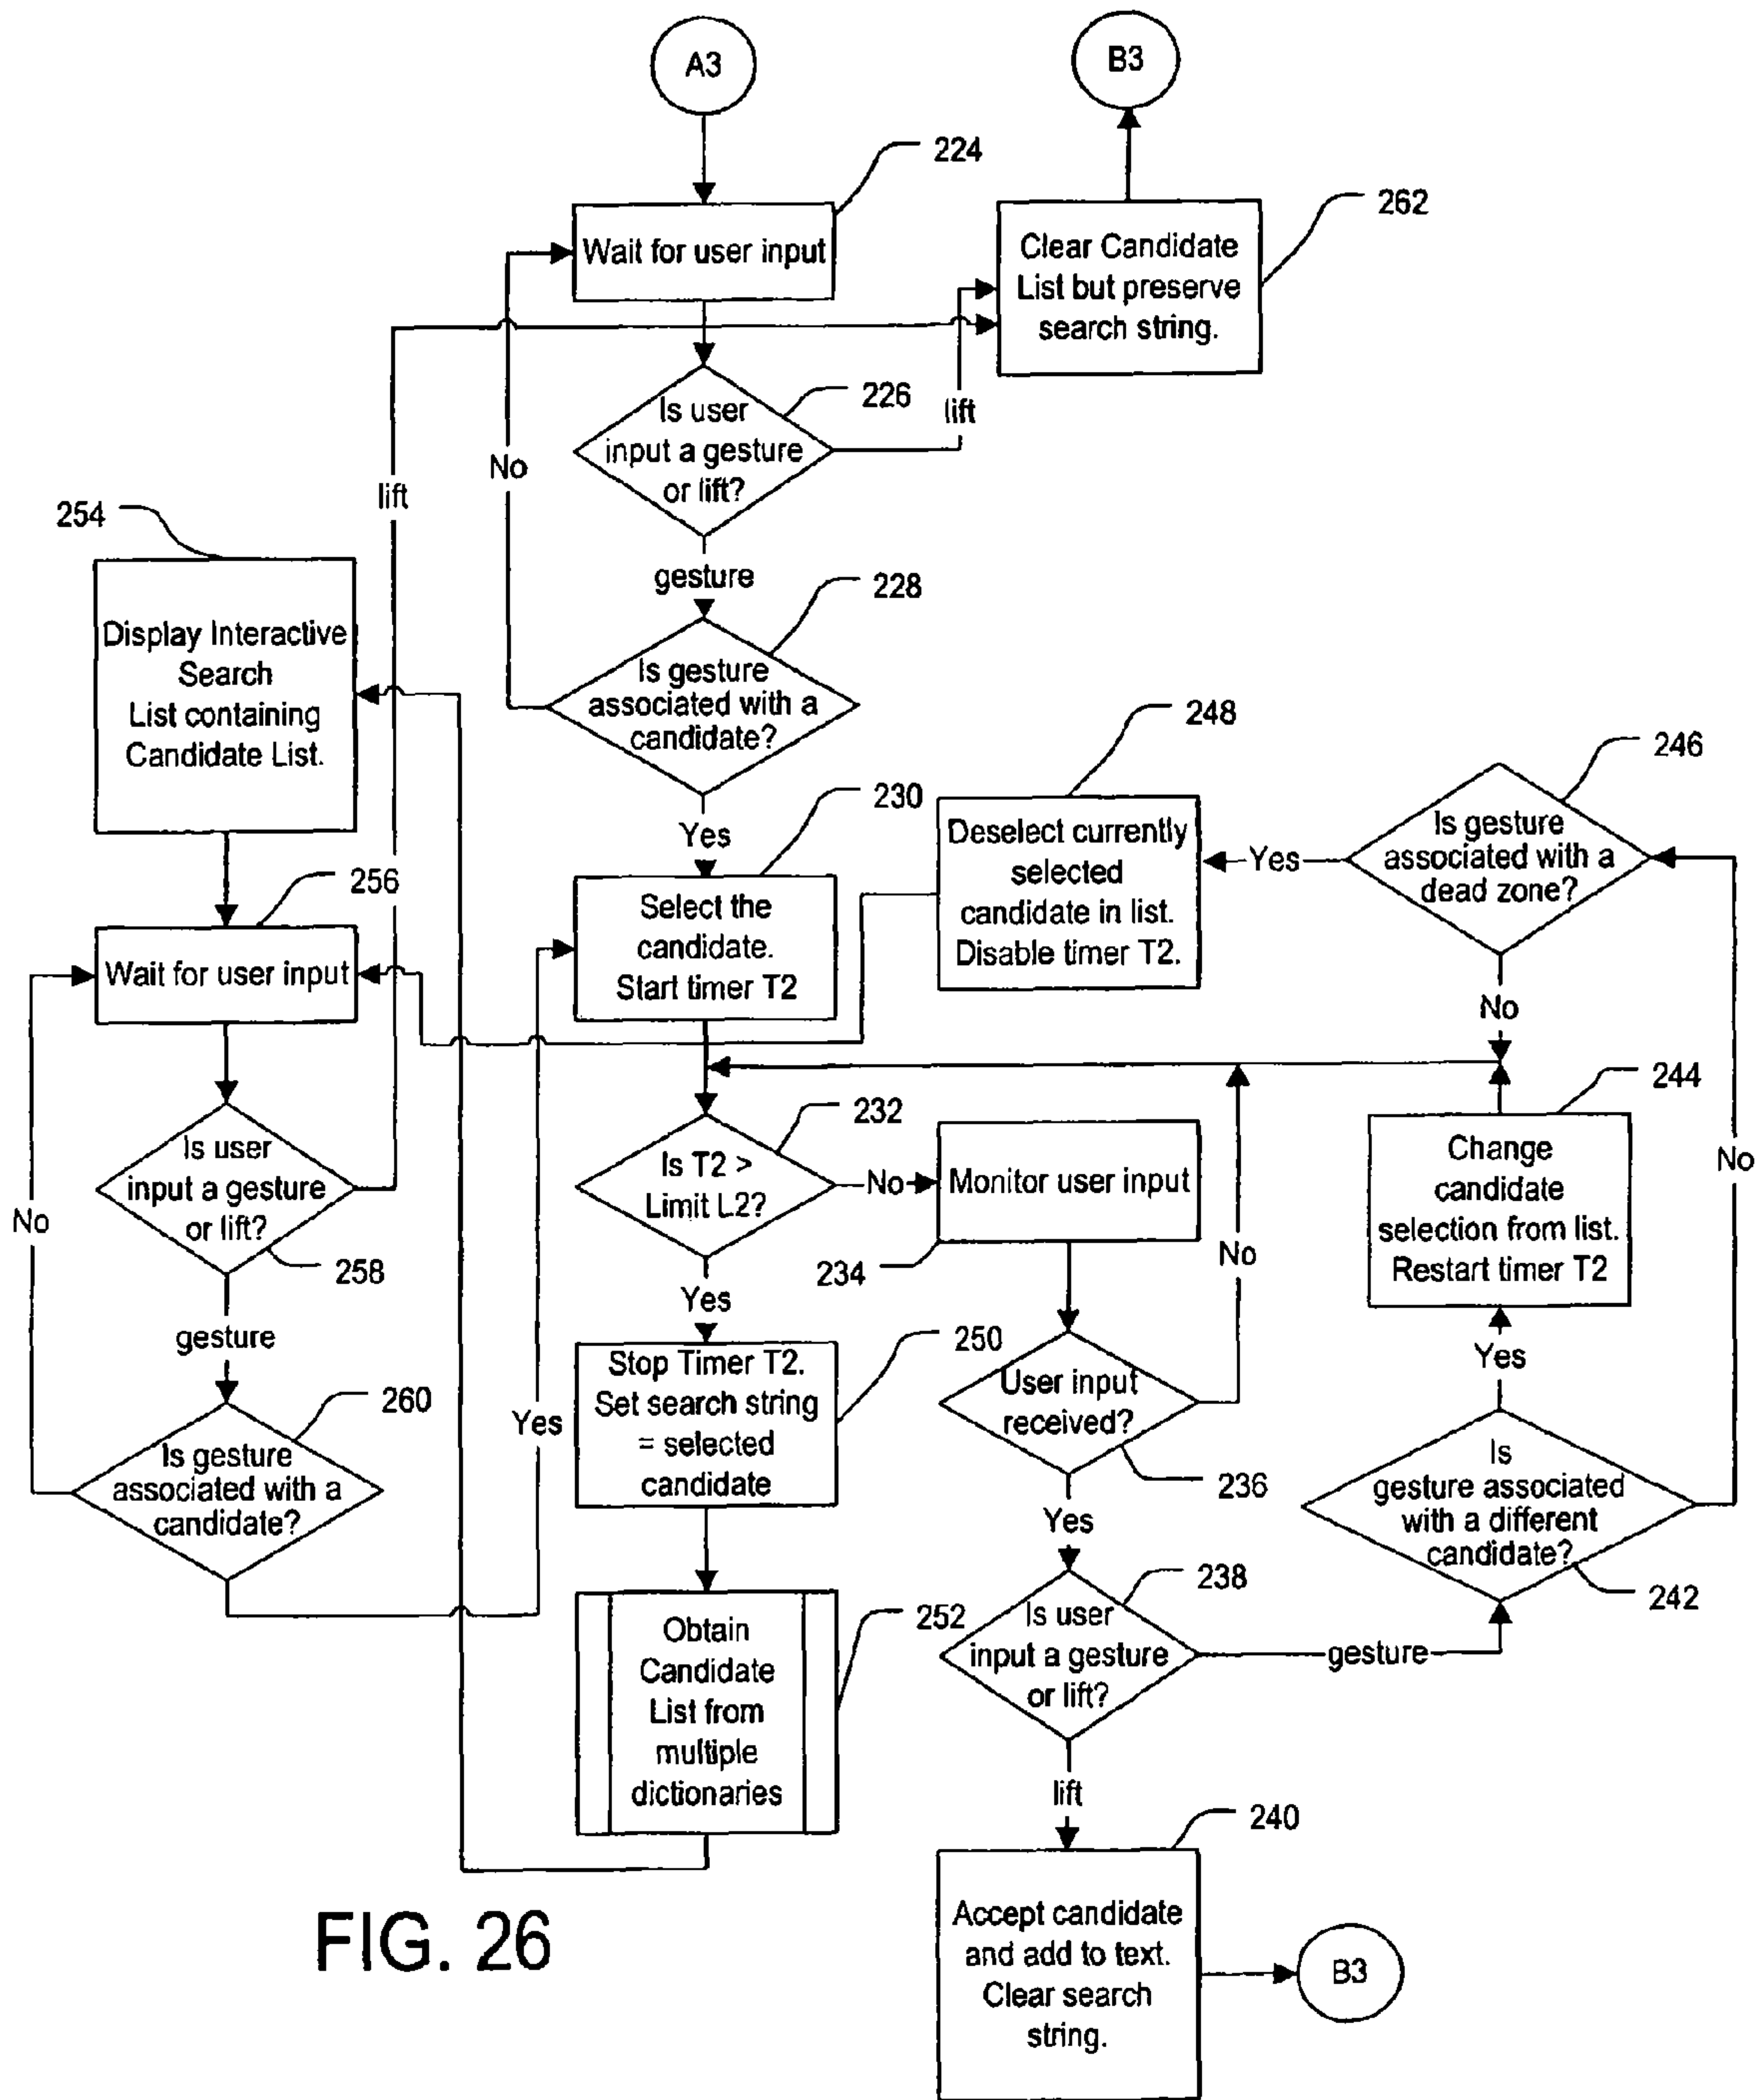 A3
B3
224
Wait for user input
262
Clear Candidate
List but preserve
search string.
226
Is user
input a gesture
or lift?
lift
No
lift
gesture
254
Display Interactive
Search
List containing
Candidate List.
228
Is gesture
associated with a
candidate?
Yes
230
Select the
candidate.
Start timer T2
248
Deselect currently
selected
candidate in list.
Disable timer T2.
Yes
246
Is gesture
associated with a
dead zone?
No
256
Wait for user input
Is user
input a gesture
or lift?
258
No
gesture
260
Is gesture
associated with a
candidate?
Yes
232
Is T2 >
Limit L2?
No
Monitor user input
234
Yes
No
244
Change
candidate
selection from list.
Restart timer T2
No
Yes
250
Stop Timer T2.
Set search string
= selected
candidate
User input
received?
236
Yes
Is
gesture associated
with a different
candidate?
242
252
Obtain
Candidate
List from
multiple
dictionaries
238
Is user
input a gesture
or lift?
gesture
lift
240
Accept candidate
and add to text.
Clear search
string.
B3
FIG. 26